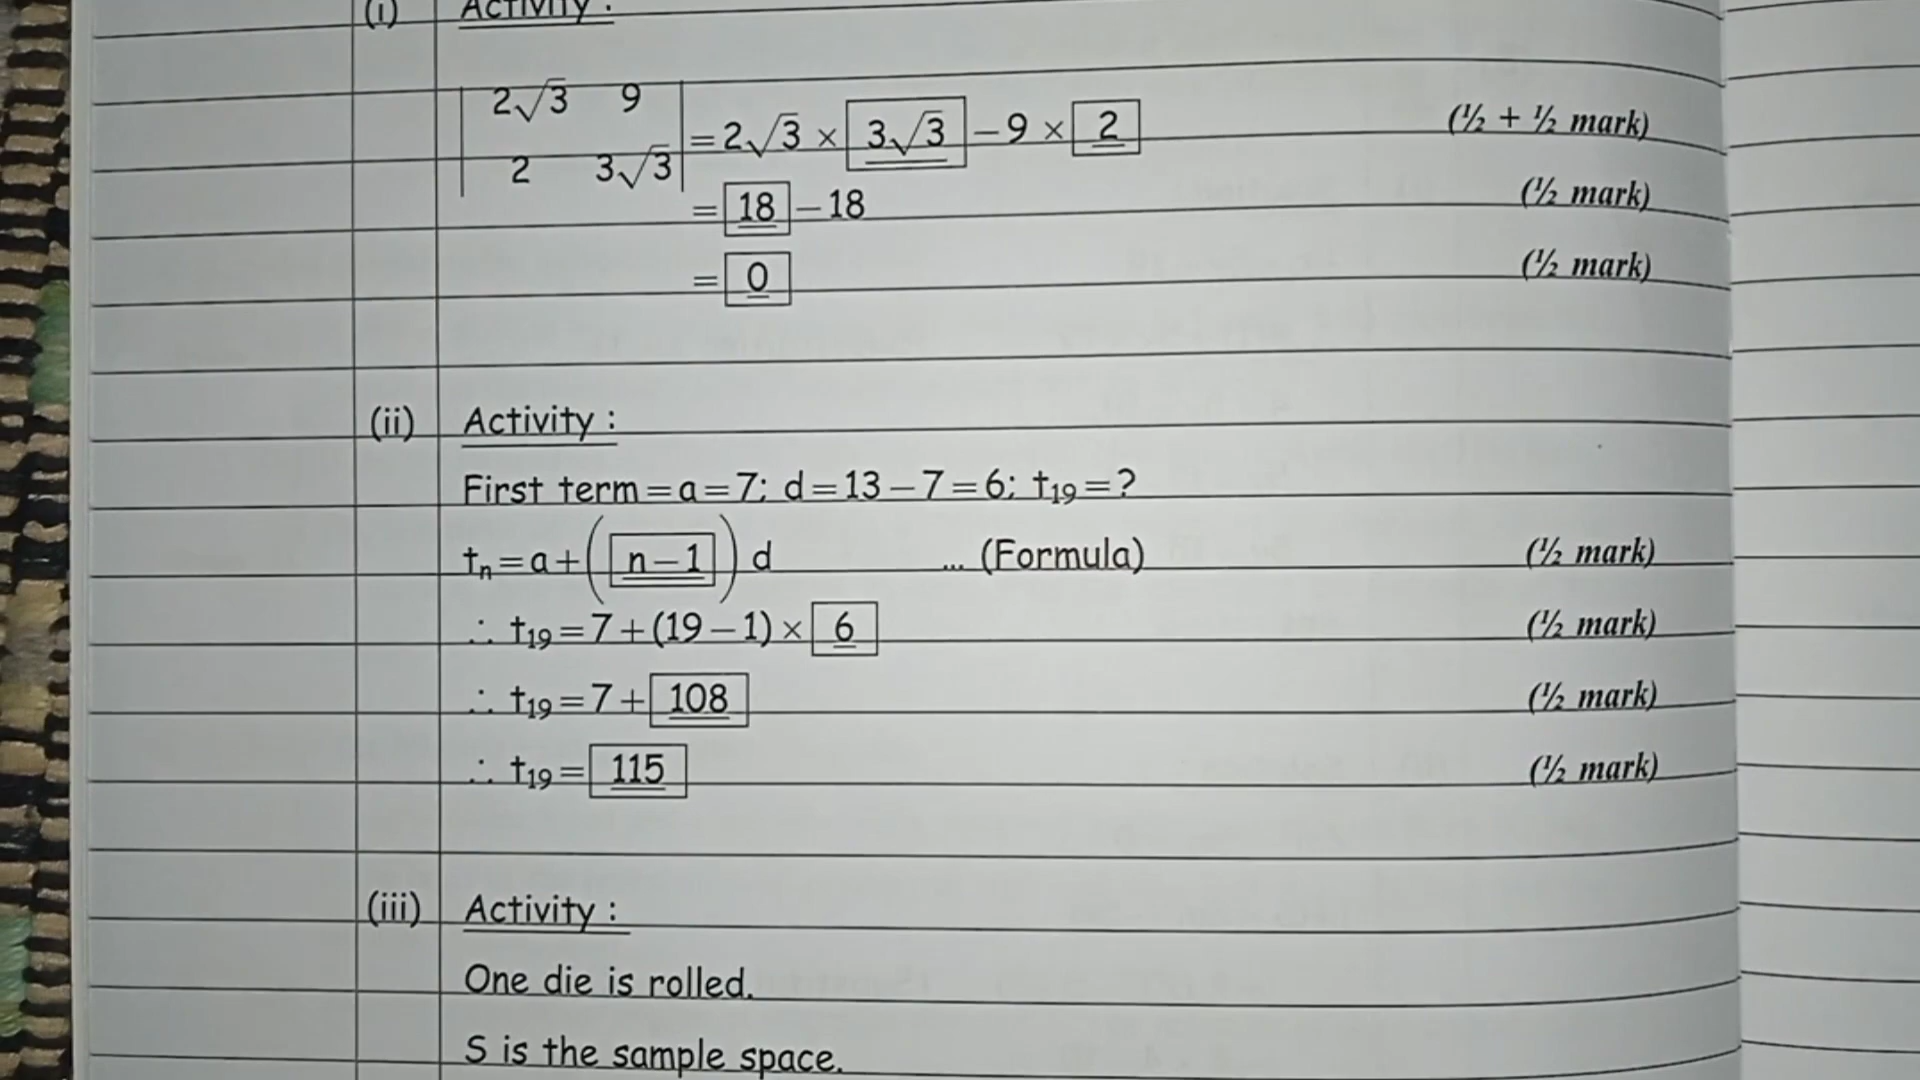 (i) Activity :
| 2√3 9 |
| 2 3√3 | = 2√3 × 3√3 – 9 × 2 (½ + ½ mark)
= 18 – 18 (½ mark)
= 0 (½ mark)
(ii) Activity :
First term = a = 7; d = 13 – 7 = 6; t₁₉ = ?
tₙ = a + ( n – 1 ) d ... (Formula) (½ mark)
∴ t₁₉ = 7 + (19 – 1) × 6 (½ mark)
∴ t₁₉ = 7 + 108 (½ mark)
∴ t₁₉ = 115 (½ mark)
(iii) Activity :
One die is rolled.
S is the sample space.